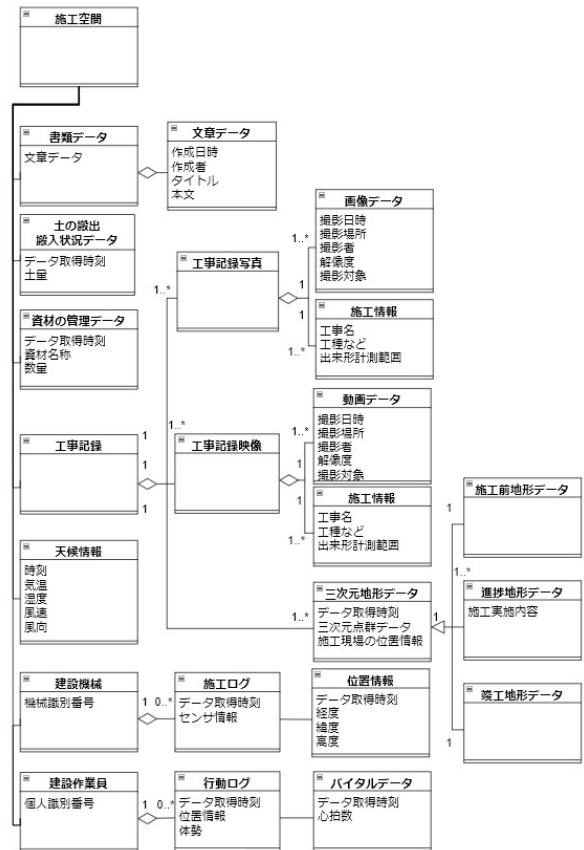 施工空間
書類データ
文章データ
文章データ
作成日時
作成者
タイトル
本文
土の搬出
搬入状況データ
データ取得時刻
土量
資材の管理データ
データ取得時刻
資材名称
数量
工事記録
1
1
1
天候情報
時刻
気温
湿度
風速
風向
建設機械
機械識別番号
1
0..*
施工ログ
データ取得時刻
センサ情報
位置情報
データ取得時刻
経度
緯度
高度
建設作業員
個人識別番号
1
0..*
行動ログ
データ取得時刻
位置情報
体勢
バイタルデータ
データ取得時刻
心拍数
1..*
工事記録写真
1..*
1
1
1..*
画像データ
撮影日時
撮影場所
撮影者
解像度
撮影対象
施工情報
工事名
工種など
出来形計測範囲
1..*
工事記録映像
1..*
1
1
1..*
動画データ
撮影日時
撮影場所
撮影者
解像度
撮影対象
施工情報
工事名
工種など
出来形計測範囲
1..*
三次元地形データ
データ取得時刻
三次元点群データ
施工現場の位置情報
1
1
1..*
1
施工前地形データ
進捗地形データ
施工実施内容
竣工地形データ